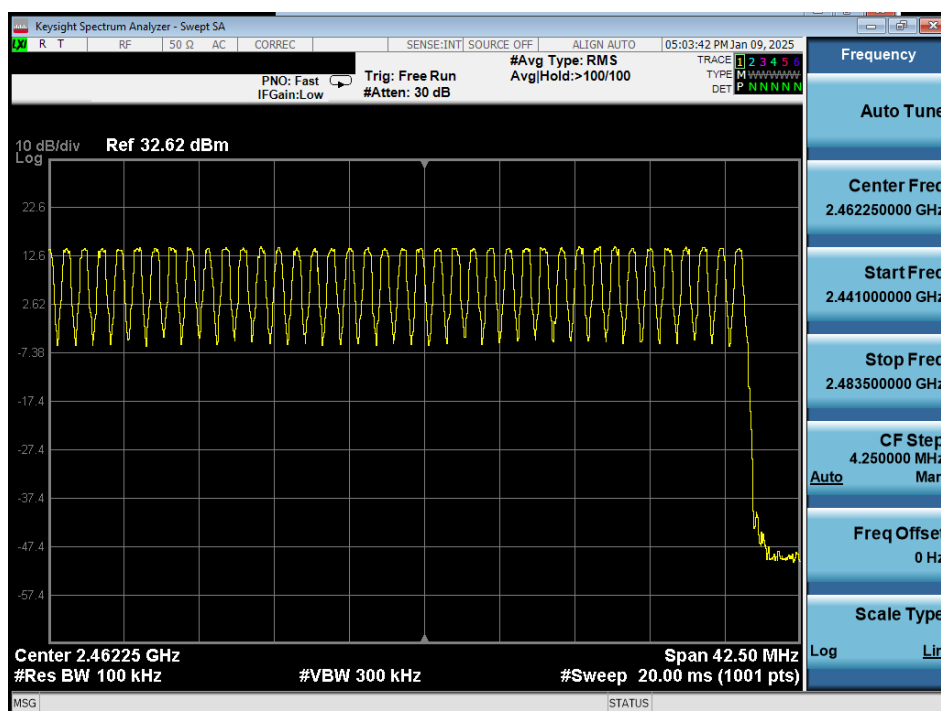 Keysight Spectrum Analyzer - Swept SA
LXI R T RF 50 Ω AC CORREC SENSE:INT SOURCE OFF ALIGN AUTO 05:03:42 PM Jan 09, 2025
#Avg Type: RMS
Avg|Hold:>100/100
PNO: Fast
IFGain:Low
Trig: Free Run
#Atten: 30 dB
TRACE 1 2 3 4 5 6
TYPE M W W W W W
DET P N N N N N
10 dB/div
Log
Ref 32.62 dBm
22.6
12.6
2.62
-7.38
-17.4
-27.4
-37.4
-47.4
-57.4
Center 2.46225 GHz
Span 42.50 MHz
#Res BW 100 kHz
#VBW 300 kHz
#Sweep 20.00 ms (1001 pts)
MSG
STATUS
Frequency
Auto Tune
Center Freq
2.462250000 GHz
Start Freq
2.441000000 GHz
Stop Freq
2.483500000 GHz
CF Step
4.250000 MHz
Auto Man
Freq Offset
0 Hz
Scale Type
Log Lin